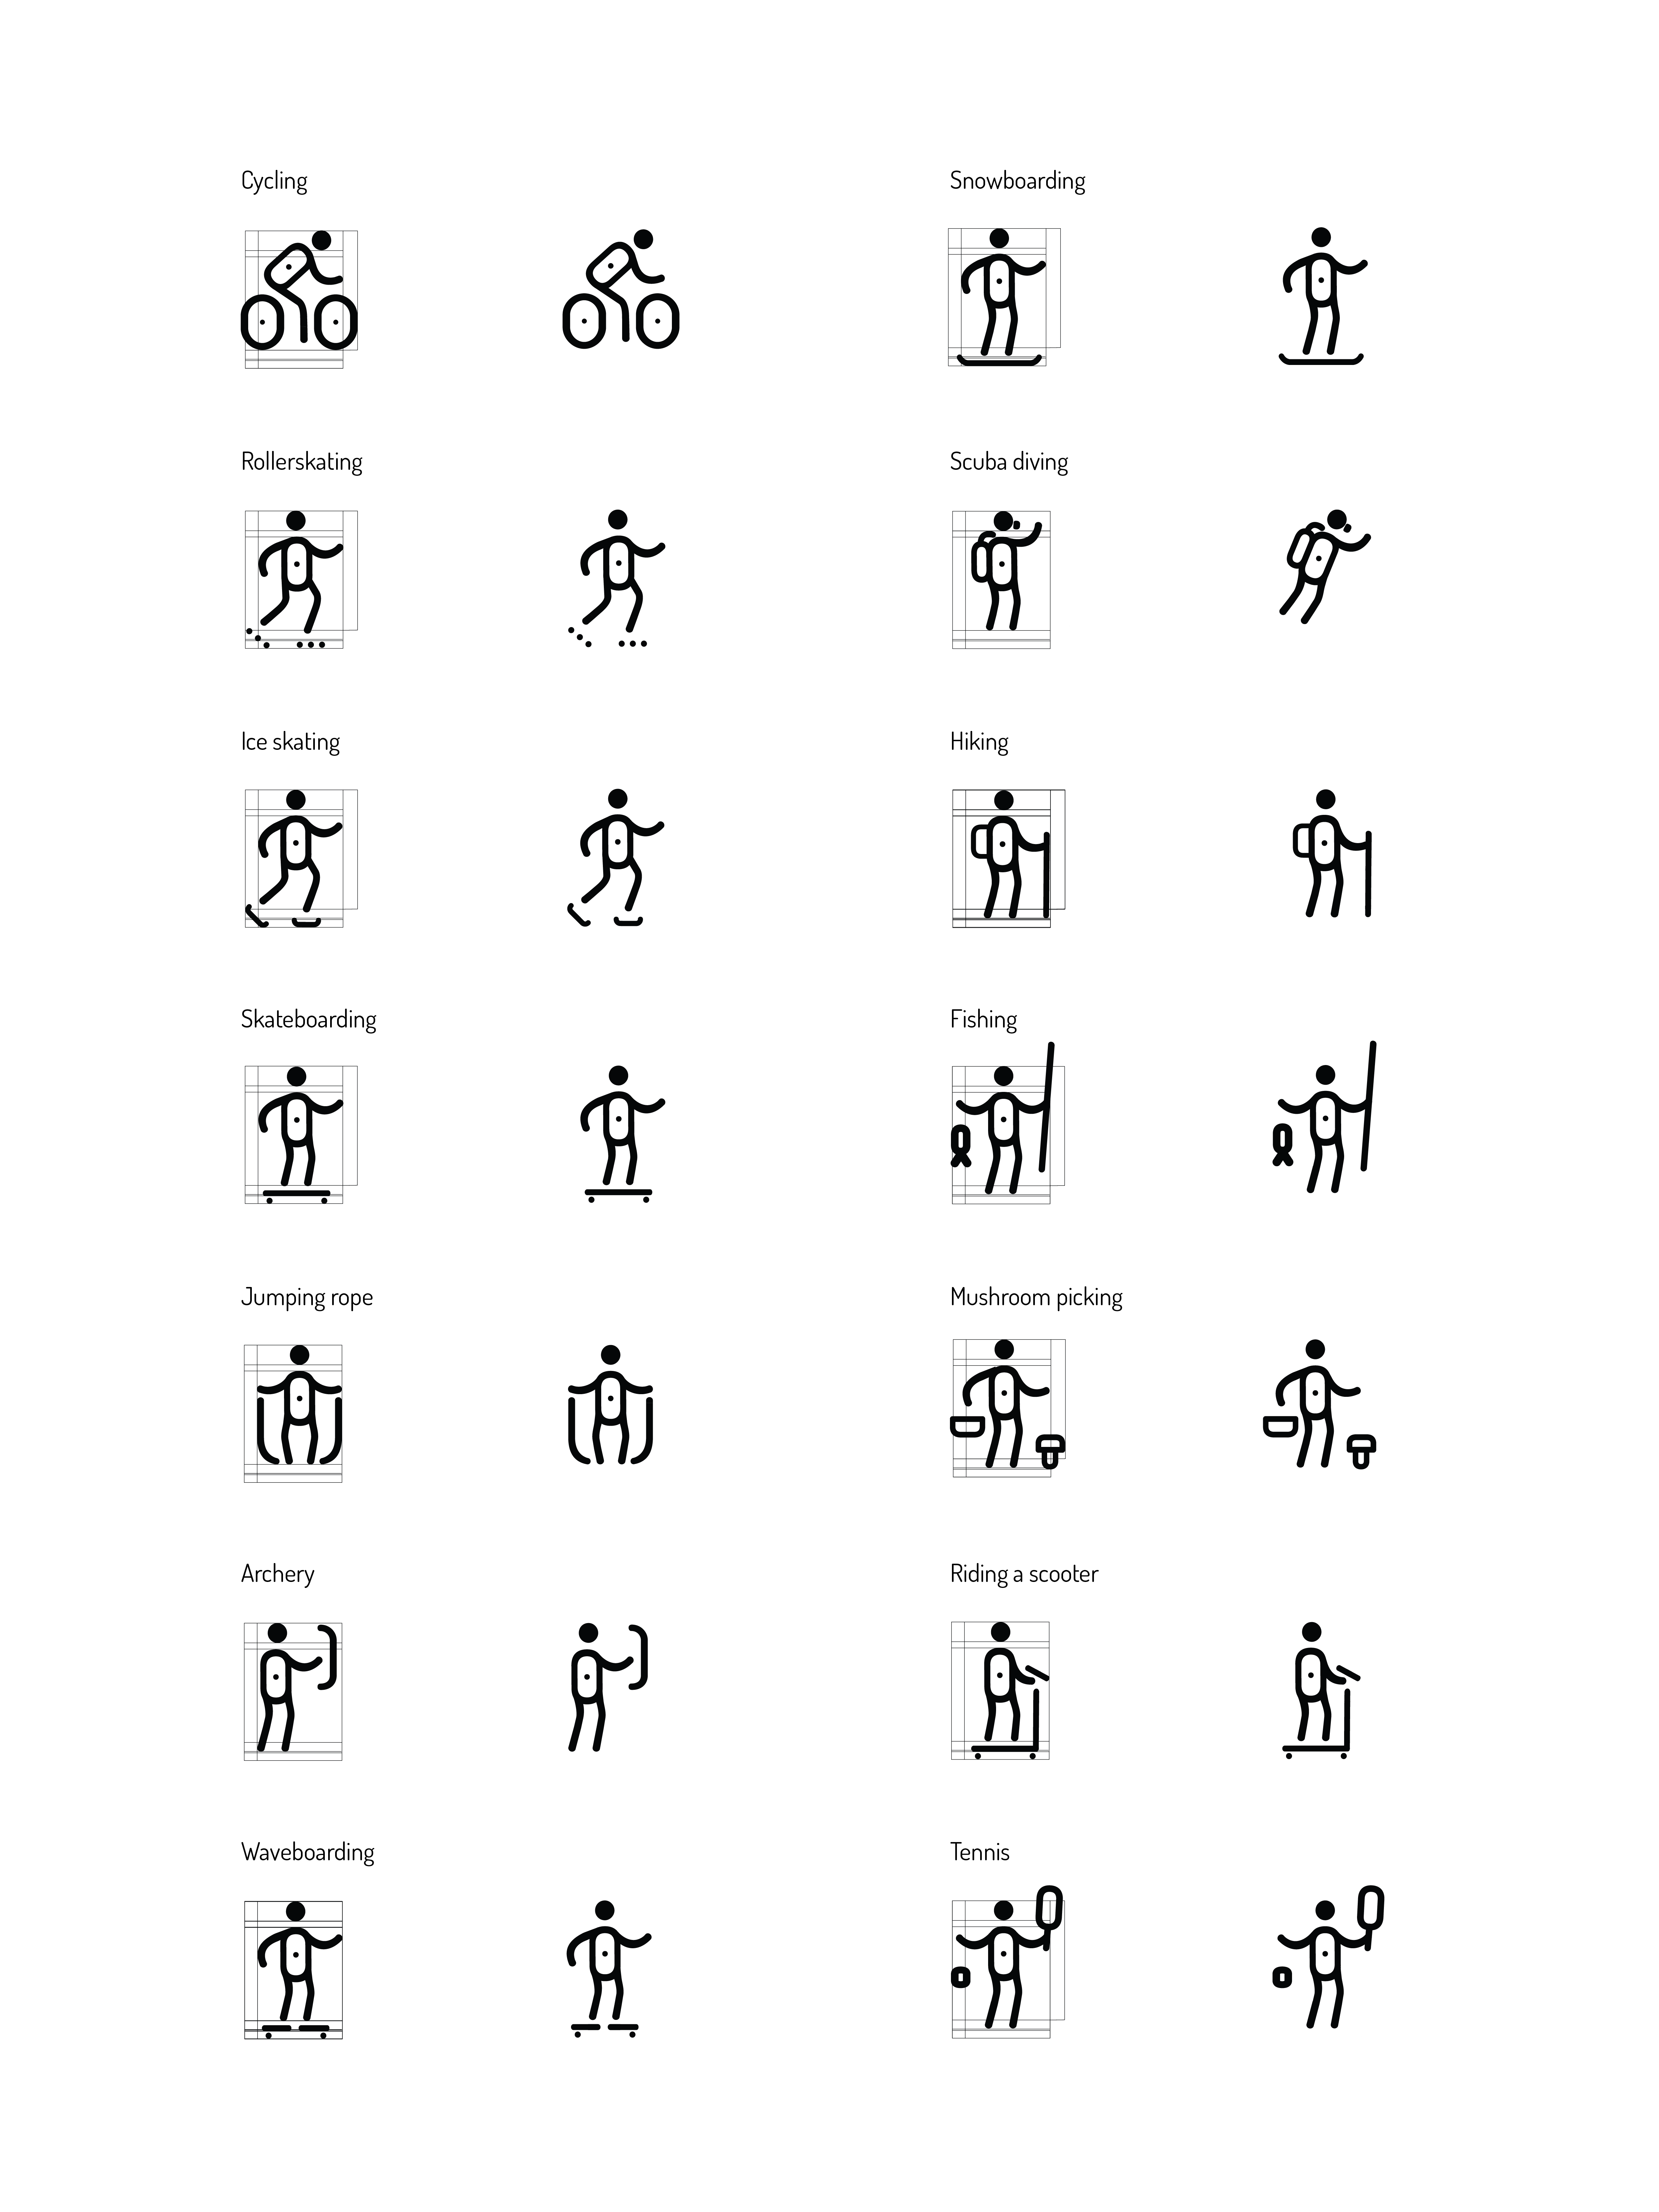 Cycling
Snowboarding
Rollerskating
Scuba diving
Ice skating
Hiking
Skateboarding
Fishing
Jumping rope
Mushroom picking
Archery
Riding a scooter
Waveboarding
Tennis